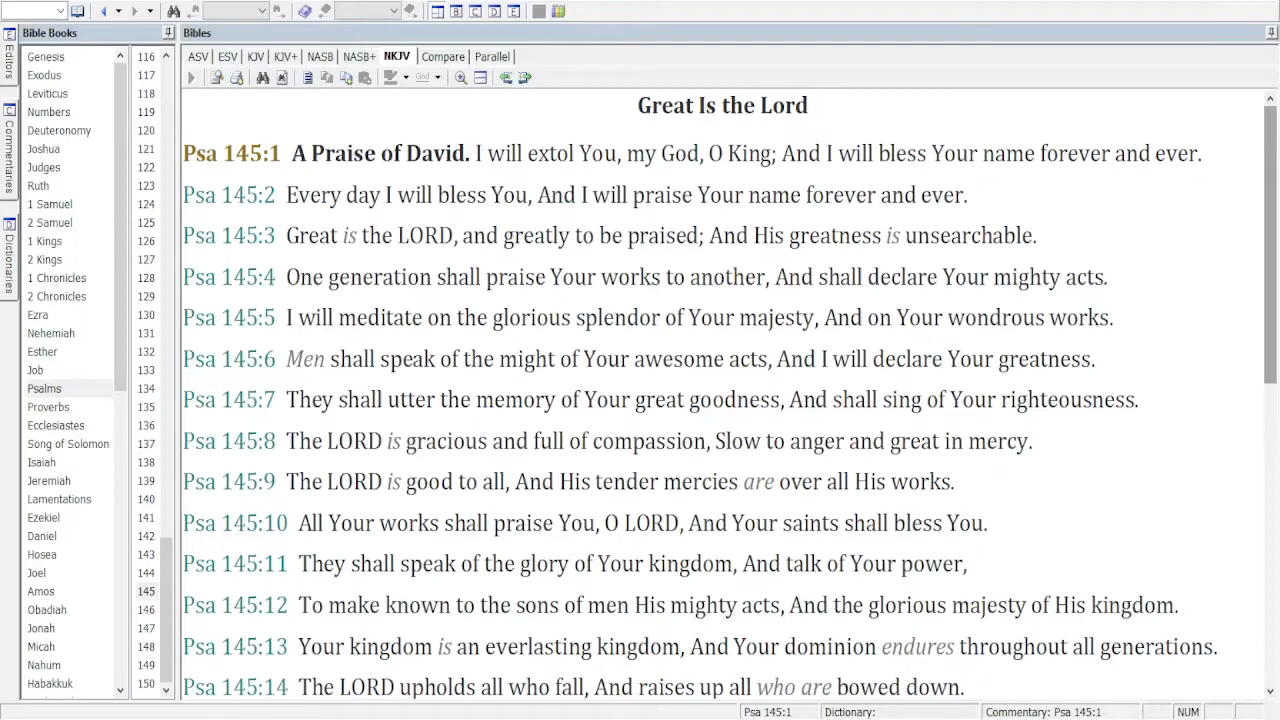 Bible Books
Bibles
Editors
Commentaries
Dictionaries
B C D E
ASV ESV KJV KJV+ NASB NASB+ NKJV Compare Parallel
God
Genesis
Exodus
Leviticus
Numbers
Deuteronomy
Joshua
Judges
Ruth
1 Samuel
2 Samuel
1 Kings
2 Kings
1 Chronicles
2 Chronicles
Ezra
Nehemiah
Esther
Job
Psalms
Proverbs
Ecclesiastes
Song of Solomon
Isaiah
Jeremiah
Lamentations
Ezekiel
Daniel
Hosea
Joel
Amos
Obadiah
Jonah
Micah
Nahum
Habakkuk
116
117
118
119
120
121
122
123
124
125
126
127
128
129
130
131
132
133
134
135
136
137
138
139
140
141
142
143
144
145
146
147
148
149
150
Great Is the Lord
Psa 145:1 A Praise of David. I will extol You, my God, O King; And I will bless Your name forever and ever.
Psa 145:2 Every day I will bless You, And I will praise Your name forever and ever.
Psa 145:3 Great is the LORD, and greatly to be praised; And His greatness is unsearchable.
Psa 145:4 One generation shall praise Your works to another, And shall declare Your mighty acts.
Psa 145:5 I will meditate on the glorious splendor of Your majesty, And on Your wondrous works.
Psa 145:6 Men shall speak of the might of Your awesome acts, And I will declare Your greatness.
Psa 145:7 They shall utter the memory of Your great goodness, And shall sing of Your righteousness.
Psa 145:8 The LORD is gracious and full of compassion, Slow to anger and great in mercy.
Psa 145:9 The LORD is good to all, And His tender mercies are over all His works.
Psa 145:10 All Your works shall praise You, O LORD, And Your saints shall bless You.
Psa 145:11 They shall speak of the glory of Your kingdom, And talk of Your power,
Psa 145:12 To make known to the sons of men His mighty acts, And the glorious majesty of His kingdom.
Psa 145:13 Your kingdom is an everlasting kingdom, And Your dominion endures throughout all generations.
Psa 145:14 The LORD upholds all who fall, And raises up all who are bowed down.
Psa 145:1 Dictionary: Commentary: Psa 145:1 NUM